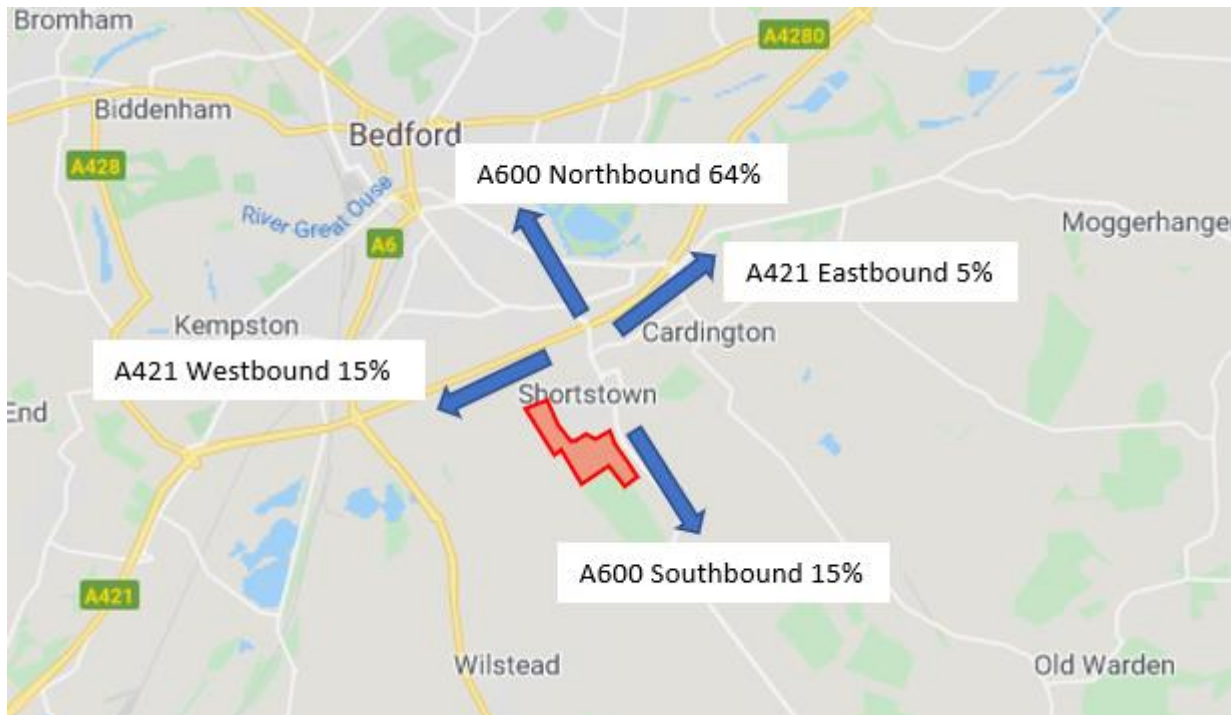 Bromham
A4280
Biddenham
Bedford
A428
A600 Northbound 64%
River Great Ouse
Moggerhanger
A6
A421 Eastbound 5%
Kempston
Cardington
A421 Westbound 15%
Shortstown
End
A600 Southbound 15%
A421
Wilstead
Old Warden